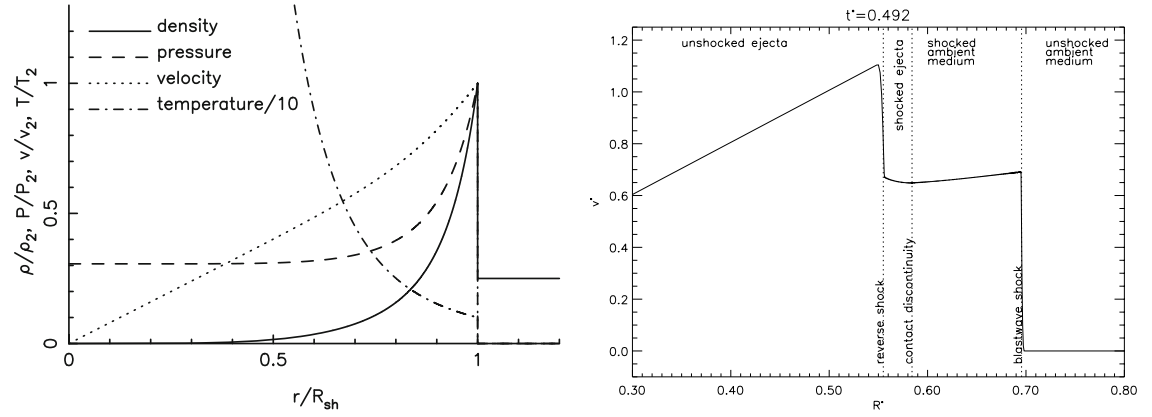 density
pressure
velocity
temperature/10
ρ/ρ₂, P/P₂, v/v₂, T/T₂
1
0.5
0
0
0.5
1
r/R_sh
t*=0.492
unshocked ejecta
shocked ejecta
shocked
ambient
medium
unshocked
ambient
medium
1.2
1.0
0.8
0.6
0.4
0.2
0.0
v*
reverse shock
contact discontinuity
blastwave shock
0.30
0.40
0.50
0.60
0.70
0.80
R*